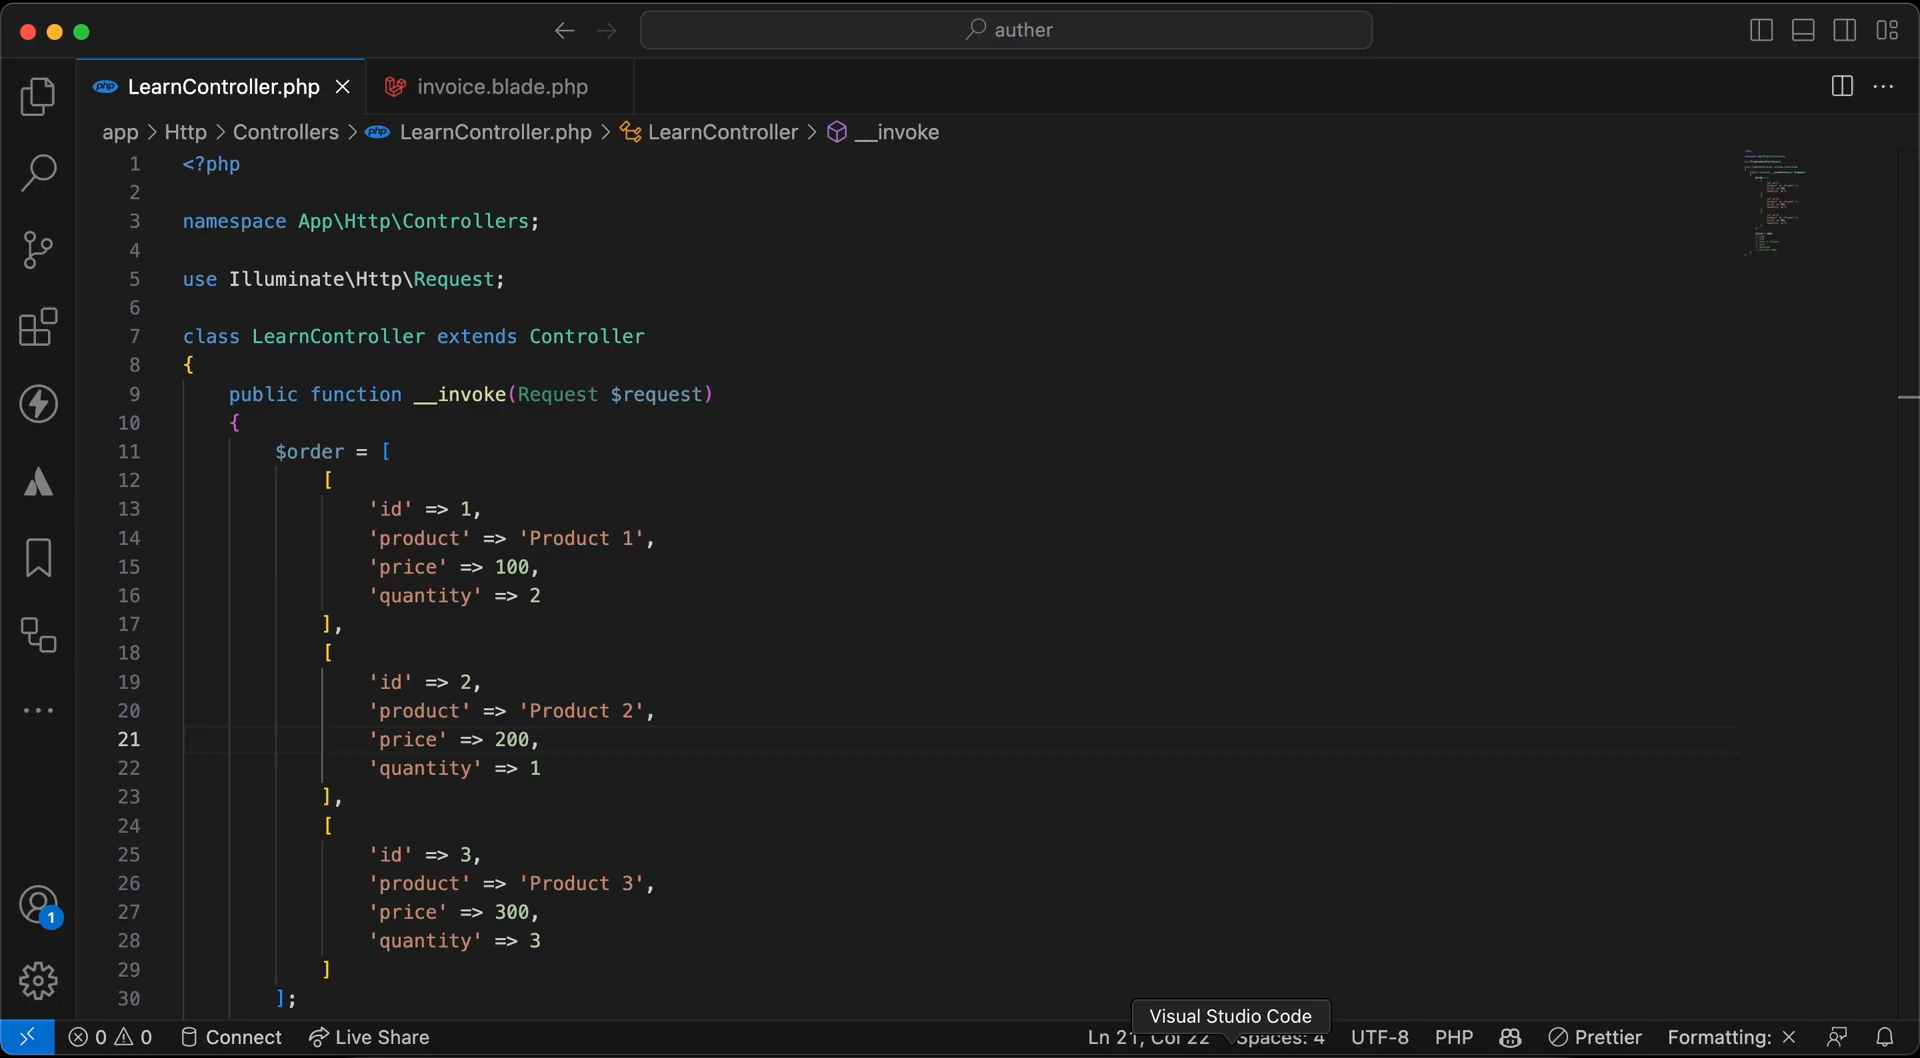 auther
LearnController.php
invoice.blade.php
app > Http > Controllers > php LearnController.php > LearnController > __invoke
1 <?php
2
3 namespace App\Http\Controllers;
4
5 use Illuminate\Http\Request;
6
7 class LearnController extends Controller
8 {
9 public function __invoke(Request $request)
10 {
11 $order = [
12 [
13 'id' => 1,
14 'product' => 'Product 1',
15 'price' => 100,
16 'quantity' => 2
17 ],
18 [
19 'id' => 2,
20 'product' => 'Product 2',
21 'price' => 200,
22 'quantity' => 1
23 ],
24 [
25 'id' => 3,
26 'product' => 'Product 3',
27 'price' => 300,
28 'quantity' => 3
29 ]
30 ];
1
Visual Studio Code
0 0 Connect Live Share Ln 21, Col 22 Spaces: 4 UTF-8 PHP Prettier Formatting: ×